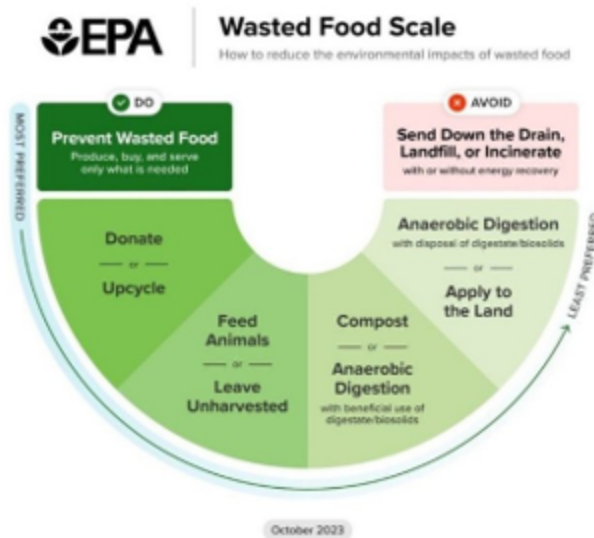 EPA
Wasted Food Scale
How to reduce the environmental impacts of wasted food
DO
Prevent Wasted Food
Produce, buy, and serve
only what is needed
AVOID
Send Down the Drain,
Landfill, or Incinerate
with or without energy recovery
MOST PREFERRED
Donate
or
Upcycle
Feed
Animals
or
Leave
Unharvested
Compost
or
Anaerobic
Digestion
with beneficial use of
digestate/biosolids
Anaerobic Digestion
with disposal of digestate/biosolids
or
Apply to
the Land
LEAST PREFERRED
October 2023